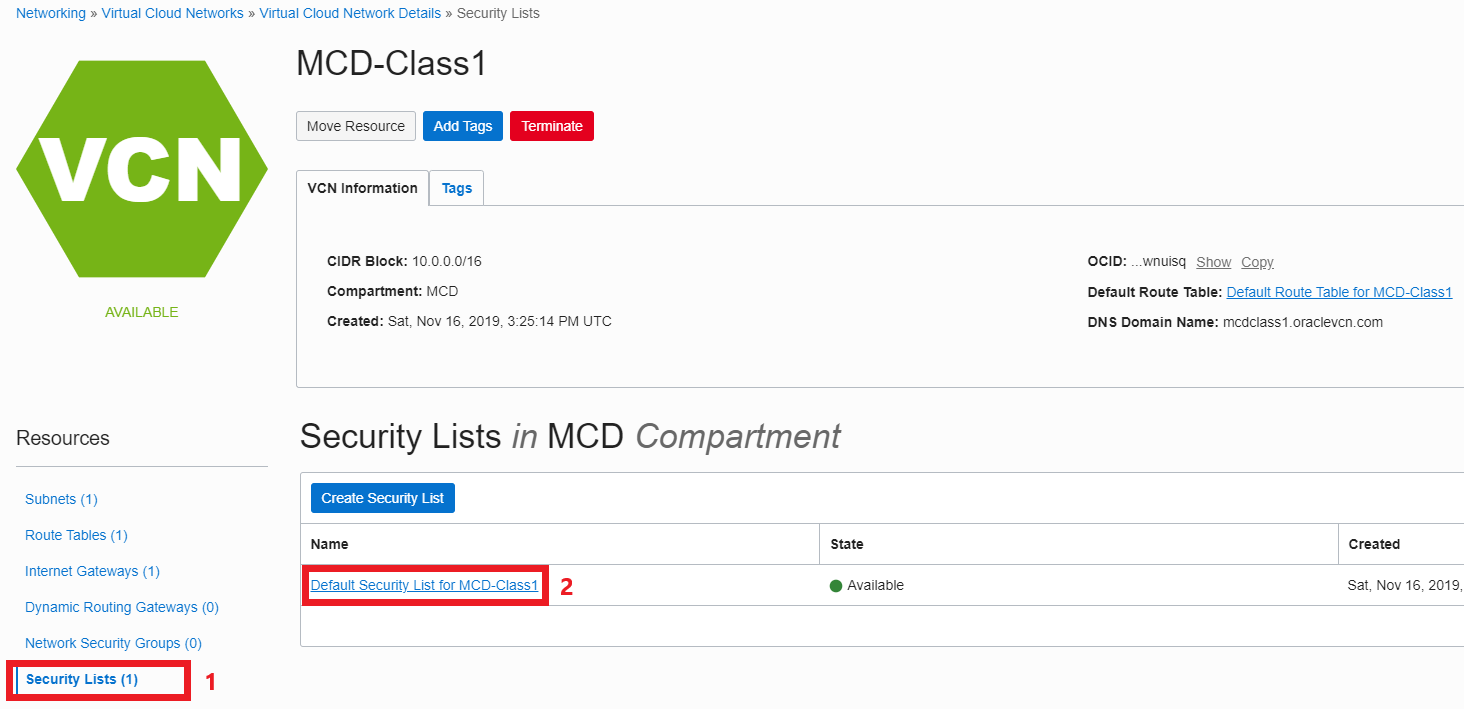 Networking » Virtual Cloud Networks » Virtual Cloud Network Details » Security Lists
VCN
AVAILABLE
MCD-Class1
Move Resource Add Tags Terminate
VCN Information Tags
CIDR Block: 10.0.0.0/16
Compartment: MCD
Created: Sat, Nov 16, 2019, 3:25:14 PM UTC
OCID: ...wnuisq Show Copy
Default Route Table: Default Route Table for MCD-Class1
DNS Domain Name: mcdclass1.oraclevcn.com
Resources
Subnets (1)
Route Tables (1)
Internet Gateways (1)
Dynamic Routing Gateways (0)
Network Security Groups (0)
Security Lists (1) 1
Security Lists in MCD Compartment
Create Security List
Name State Created
Default Security List for MCD-Class1 2 Available Sat, Nov 16, 2019,